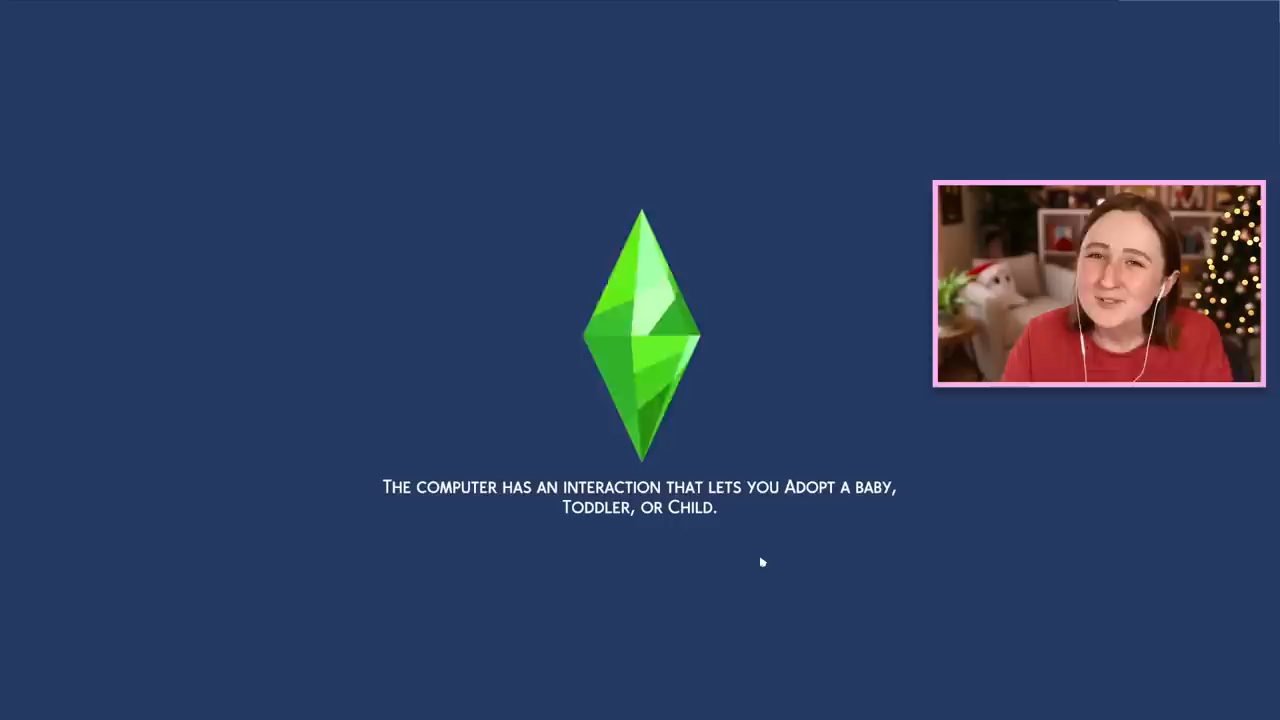 The computer has an interaction that lets you Adopt a baby,
Toddler, or Child.